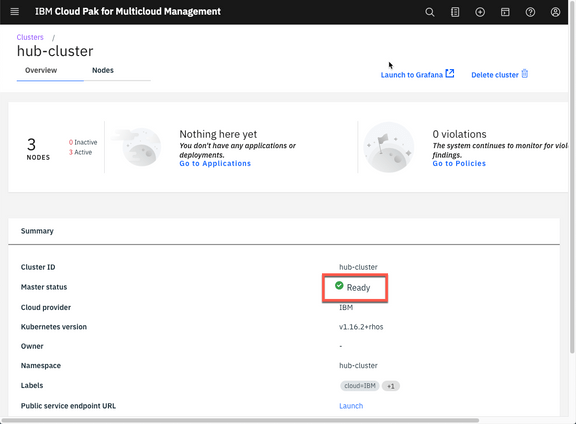 IBM Cloud Pak for Multicloud Management
Clusters /
hub-cluster
Overview Nodes
Launch to Grafana Delete cluster
3
NODES
0 Inactive
3 Active
Nothing here yet
You don't have any applications or
deployments.
Go to Applications
0 violations
The system continues to monitor for viol
findings.
Go to Policies
Summary
Cluster ID hub-cluster
Master status Ready
Cloud provider IBM
Kubernetes version v1.16.2+rhos
Owner -
Namespace hub-cluster
Labels cloud=IBM +1
Public service endpoint URL Launch